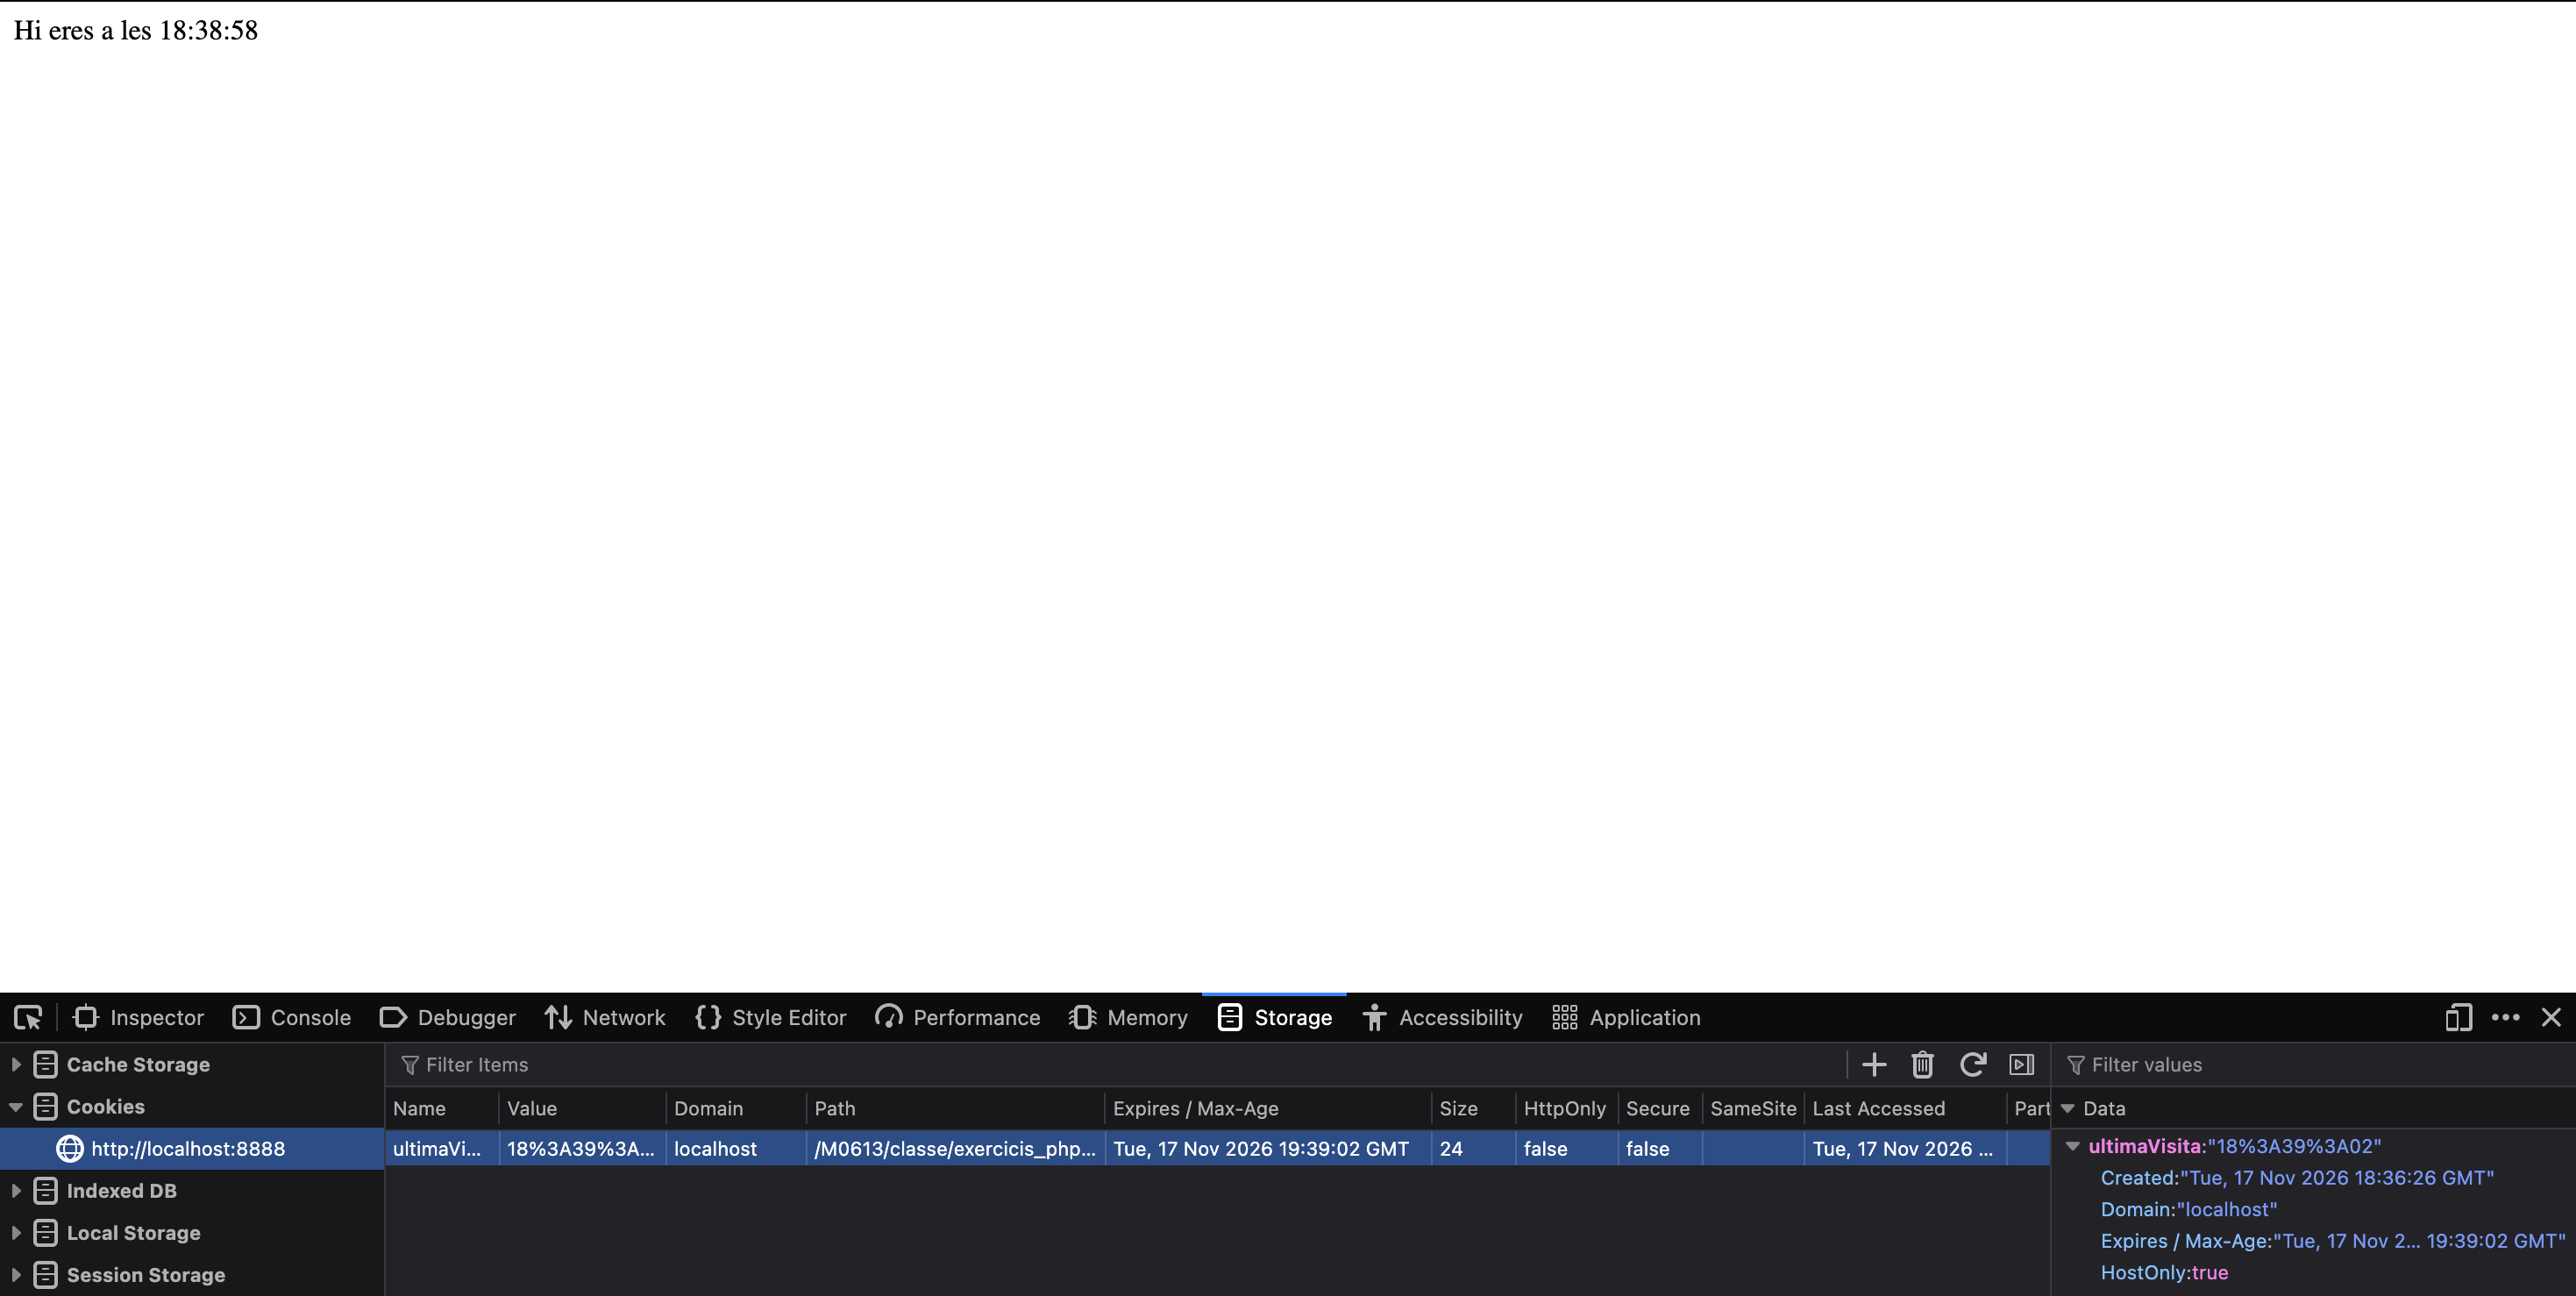 Hi eres a les 18:38:58
Inspector Console Debugger Network Style Editor Performance Memory Storage Accessibility Application
Cache Storage
Cookies
http://localhost:8888
Indexed DB
Local Storage
Session Storage
Filter Items
Name Value Domain Path Expires / Max-Age Size HttpOnly Secure SameSite Last Accessed Part
ultimaVi... 18%3A39%3A... localhost /M0613/classe/exercicis_php... Tue, 17 Nov 2026 19:39:02 GMT 24 false false Tue, 17 Nov 2026 ...
Filter values
Data
ultimaVisita:"18%3A39%3A02"
Created:"Tue, 17 Nov 2026 18:36:26 GMT"
Domain:"localhost"
Expires / Max-Age:"Tue, 17 Nov 2... 19:39:02 GMT"
HostOnly:true